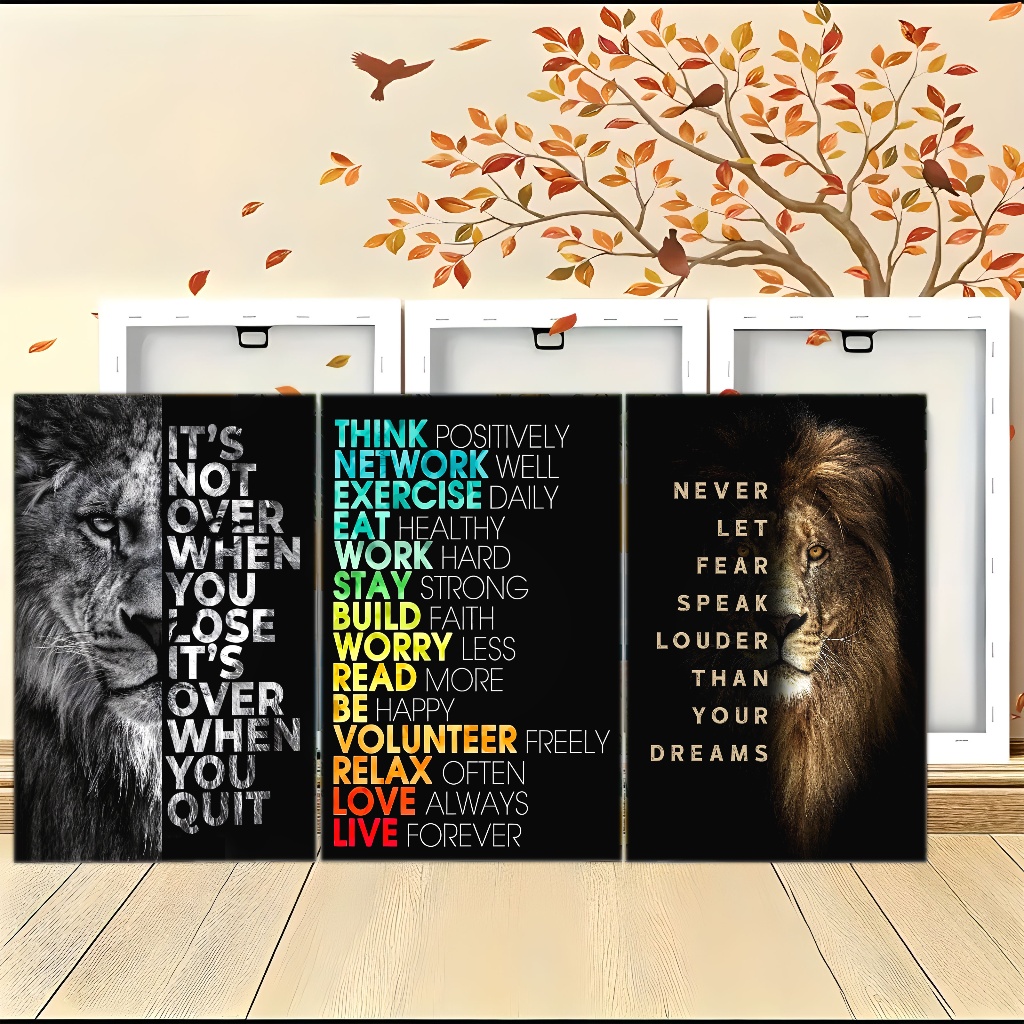 IT'S
NOT
OVER
WHEN
YOU
LOSE
IT'S
OVER
WHEN
YOU
QUIT
THINK POSITIVELY
NETWORK WELL
EXERCISE DAILY
EAT HEALTHY
WORK HARD
STAY STRONG
BUILD FAITH
WORRY LESS
READ MORE
BE HAPPY
VOLUNTEER FREELY
RELAX OFTEN
LOVE ALWAYS
LIVE FOREVER
NEVER
LET
FEAR
SPEAK
LOUDER
THAN
YOUR
DREAMS